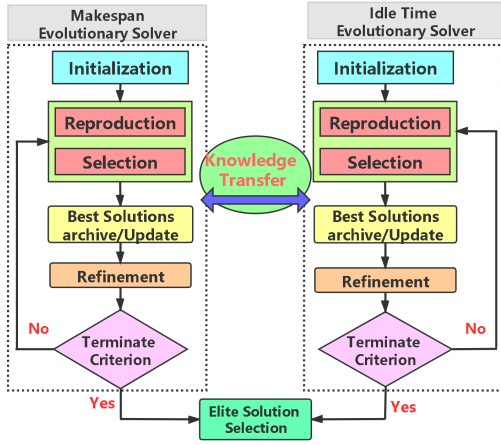 Makespan
Evolutionary Solver
Initialization
Reproduction
Selection
Best Solutions
archive/Update
Refinement
Terminate
Criterion
No
Yes
Knowledge
Transfer
Idle Time
Evolutionary Solver
Initialization
Reproduction
Selection
Best Solutions
archive/Update
Refinement
Terminate
Criterion
No
Yes
Elite Solution
Selection